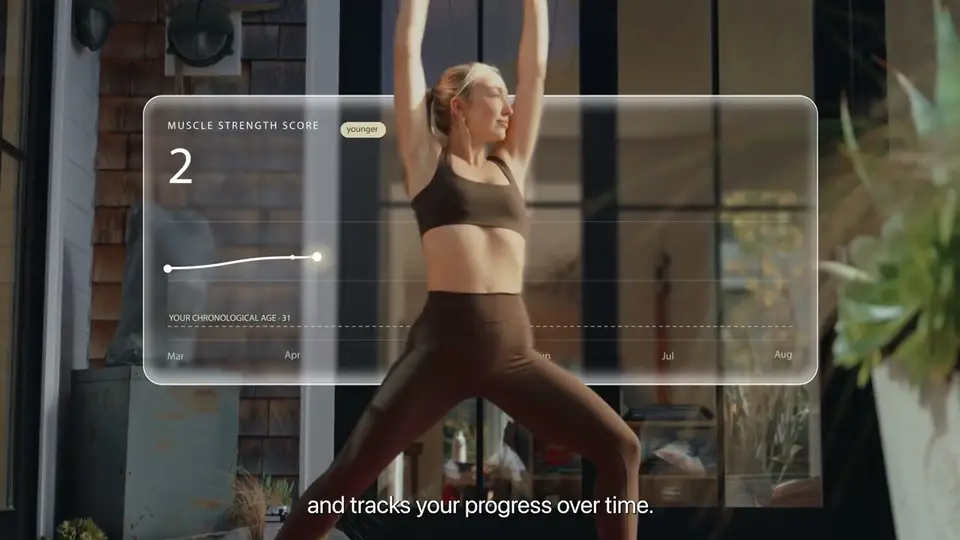 MUSCLE STRENGTH SCORE
younger
2
YOUR CHRONOLOGICAL AGE · 31
Mar
Apr
Jul
Aug
and tracks your progress over time.